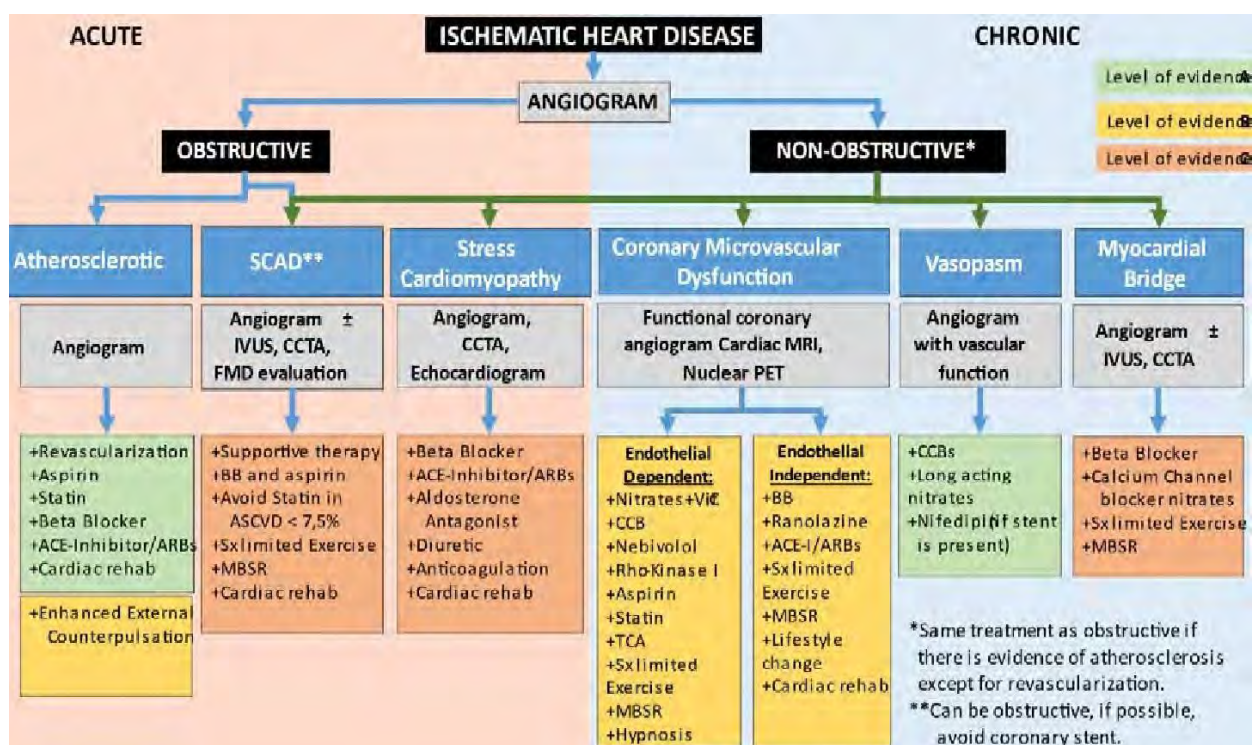 ACUTE
ISCHEMATIC HEART DISEASE
CHRONIC
Level of evidence A
Level of evidence B
Level of evidence C
ANGIOGRAM
OBSTRUCTIVE
NON-OBSTRUCTIVE*
Atherosclerotic
SCAD**
Stress
Cardiomyopathy
Coronary Microvascular
Dysfunction
Vasopasm
Myocardial
Bridge
Angiogram
Angiogram ±
IVUS, CCTA,
FMD evaluation
Angiogram,
CCTA,
Echocardiogram
Functional coronary
angiogram Cardiac MRI,
Nuclear PET
Angiogram
with vascular
function
Angiogram ±
IVUS, CCTA
+Revascularization
+Aspirin
+Statin
+Beta Blocker
+ACE-Inhibitor/ARBs
+Cardiac rehab
+Enhanced External
Counterpulsation
+Supportive therapy
+BB and aspirin
+Avoid Statin in
ASCVD < 7,5%
+Sxlimited Exercise
+MBSR
+Cardiac rehab
+Beta Blocker
+ACE-Inhibitor/ARBs
+Aldosterone
Antagonist
+Diuretic
+Anticoagulation
+Cardiac rehab
Endothelial
Dependent:
+Nitrates+Vit
+CCB
+Nebivolol
+Rho-Kinase I
+Aspirin
+Statin
+TCA
+Sxlimited
Exercise
+MBSR
+Hypnosis
Endothelial
Independent:
+BB
+Ranolazine
+ACE-I/ARBs
+Sxlimited
Exercise
+MBSR
+Lifestyle
change
+Cardiac rehab
+CCBs
+Long acting
nitrates
+Nifedipi(if stent
is present)
+Beta Blocker
+Calcium Channel
blocker nitrates
+Sxlimited Exercise
+MBSR
*Same treatment as obstructive if
there is evidence of atherosclerosis
except for revascularization.
**Can be obstructive, if possible,
avoid coronary stent.